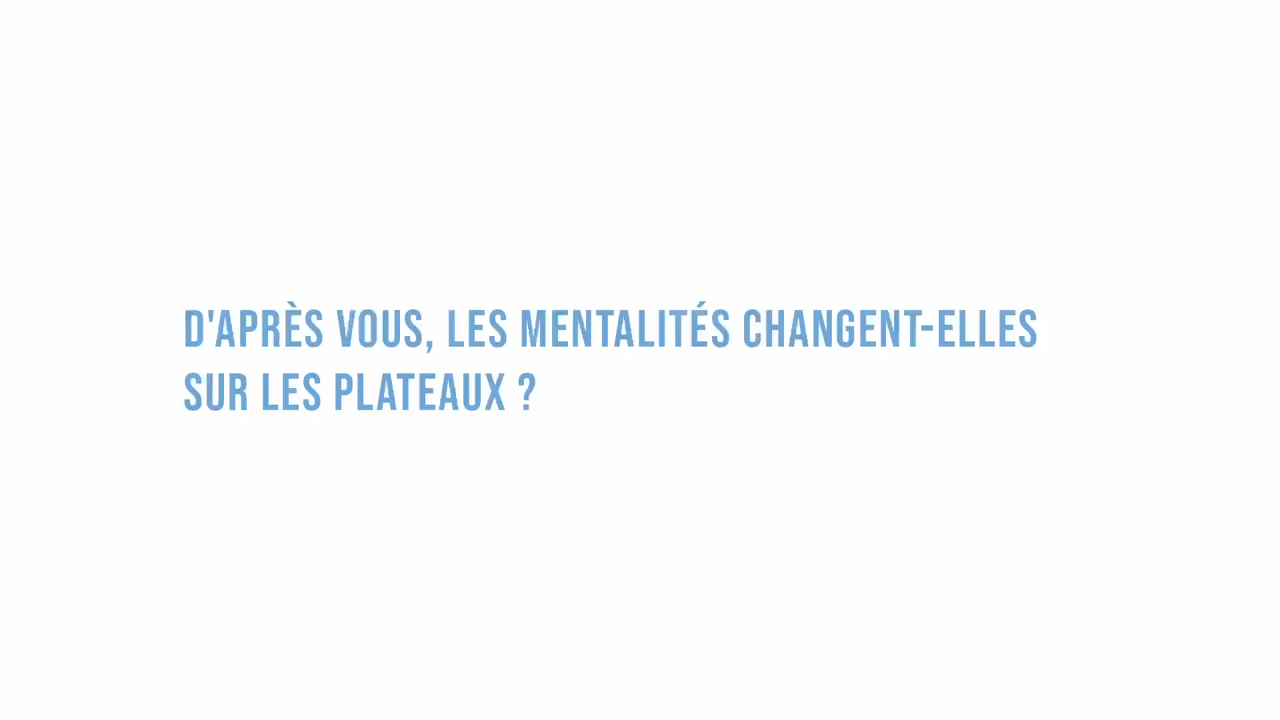 D'APRÈS VOUS, LES MENTALITÉS CHANGENT-ELLES
SUR LES PLATEAUX ?